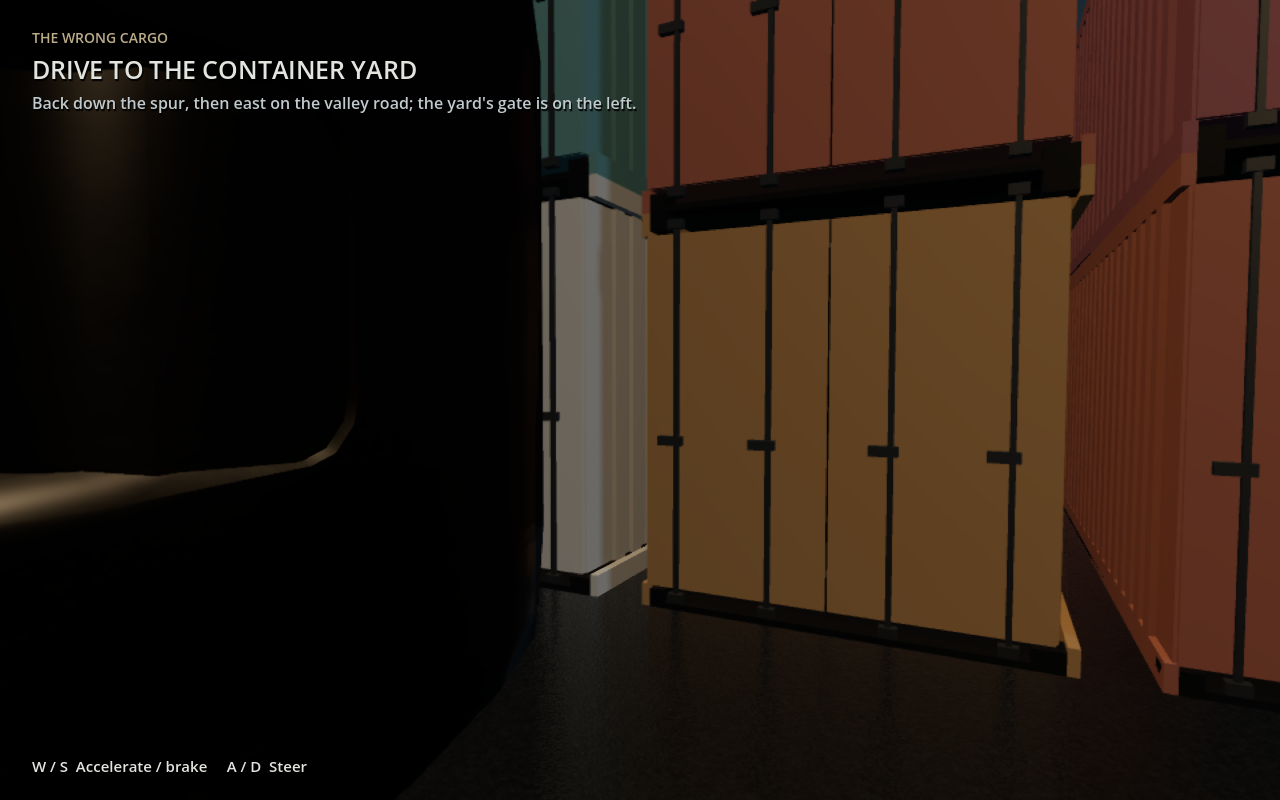 THE WRONG CARGO
DRIVE TO THE CONTAINER YARD
Back down the spur, then east on the valley road; the yard's gate is on the left.
W / S  Accelerate / brake    A / D  Steer